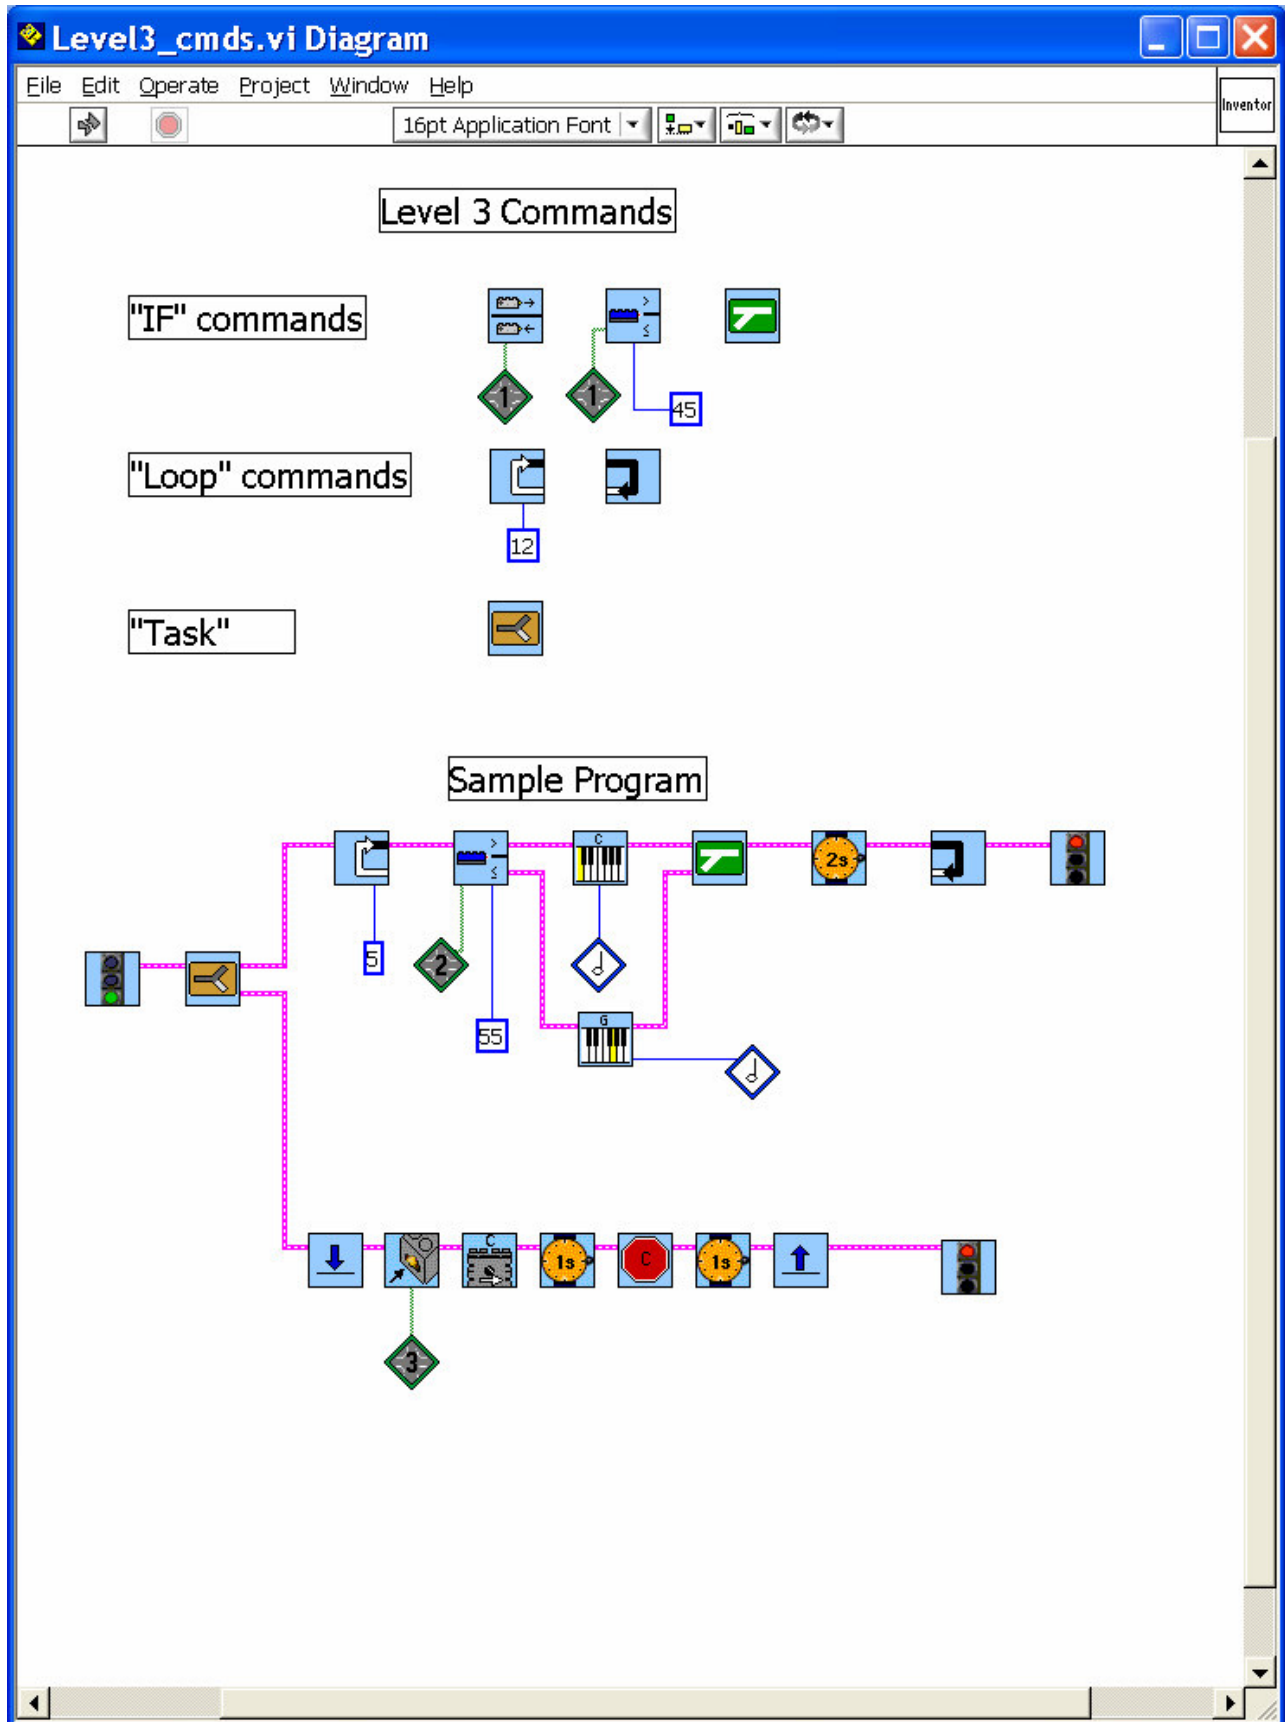 Level3_cmds.vi Diagram
File Edit Operate Project Window Help
Inventor
16pt Application Font
Level 3 Commands
"IF" commands
> ≤
1 1 45
"Loop" commands
12
"Task"
Sample Program
> ≤ C 2s
5 2
55 G
C 1s C 1s
3